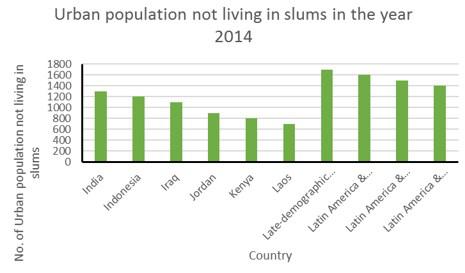 Urban population not living in slums in the year
2014
No. of Urban population not living in
slums
1800
1600
1400
1200
1000
800
600
400
200
0
India
Indonesia
Iraq
Jordan
Kenya
Laos
Late-demographic...
Latin America &...
Latin America &...
Latin America &...
Country